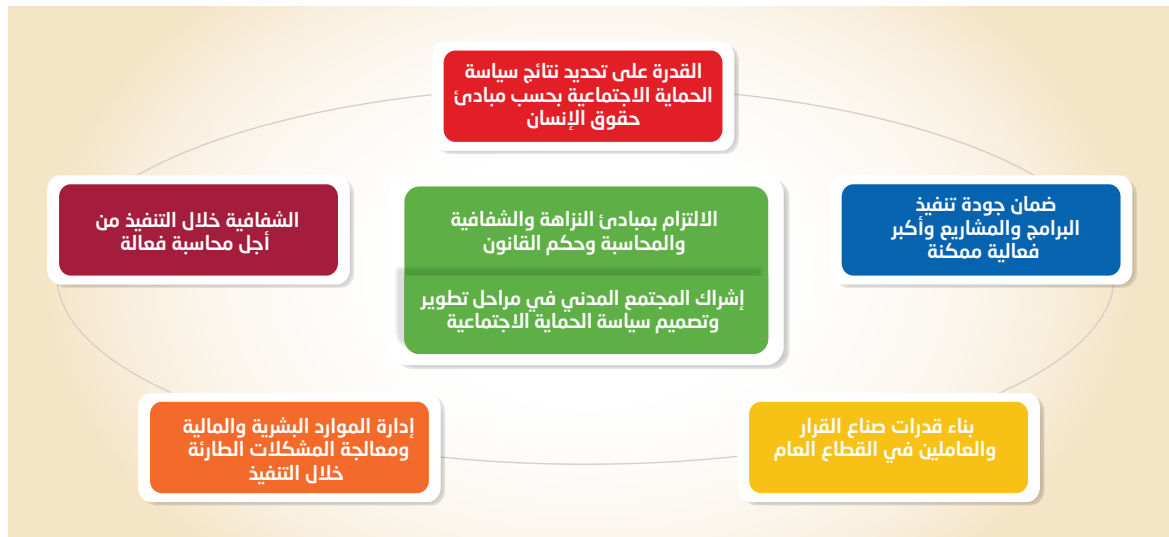 القدرة على تحديد نتائج سياسة
الحماية الاجتماعية بحسب مبادئ
حقوق الإنسان
ضمان جودة تنفيذ
البرامج والمشاريع وأكبر
فعالية ممكنة
الالتزام بمبادئ النزاهة والشفافية
والمحاسبة وحكم القانون
إشراك المجتمع المدني في مراحل تطوير
وتصميم سياسة الحماية الاجتماعية
الشفافية خلال التنفيذ من
أجل محاسبة فعالة
بناء قدرات صناع القرار
والعاملين في القطاع العام
إدارة الموارد البشرية والمالية
ومعالجة المشكلات الطارئة
خلال التنفيذ